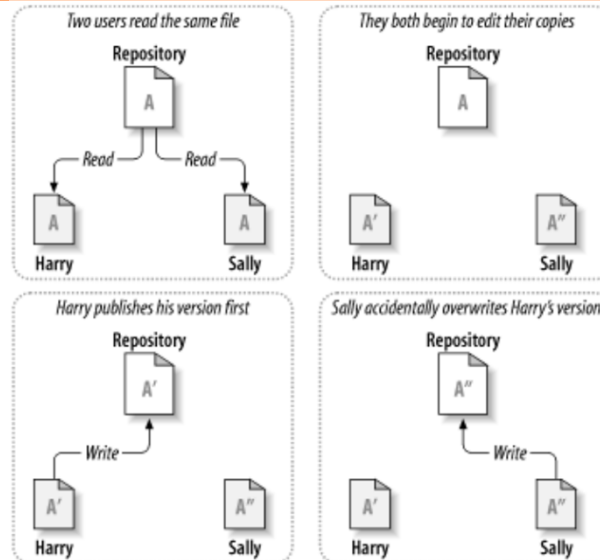 Two users read the same file
Repository
A
Read Read
A A
Harry Sally
They both begin to edit their copies
Repository
A
A′ A″
Harry Sally
Harry publishes his version first
Repository
A′
Write
A′ A″
Harry Sally
Sally accidentally overwrites Harry's version
Repository
A″
Write
A′ A″
Harry Sally